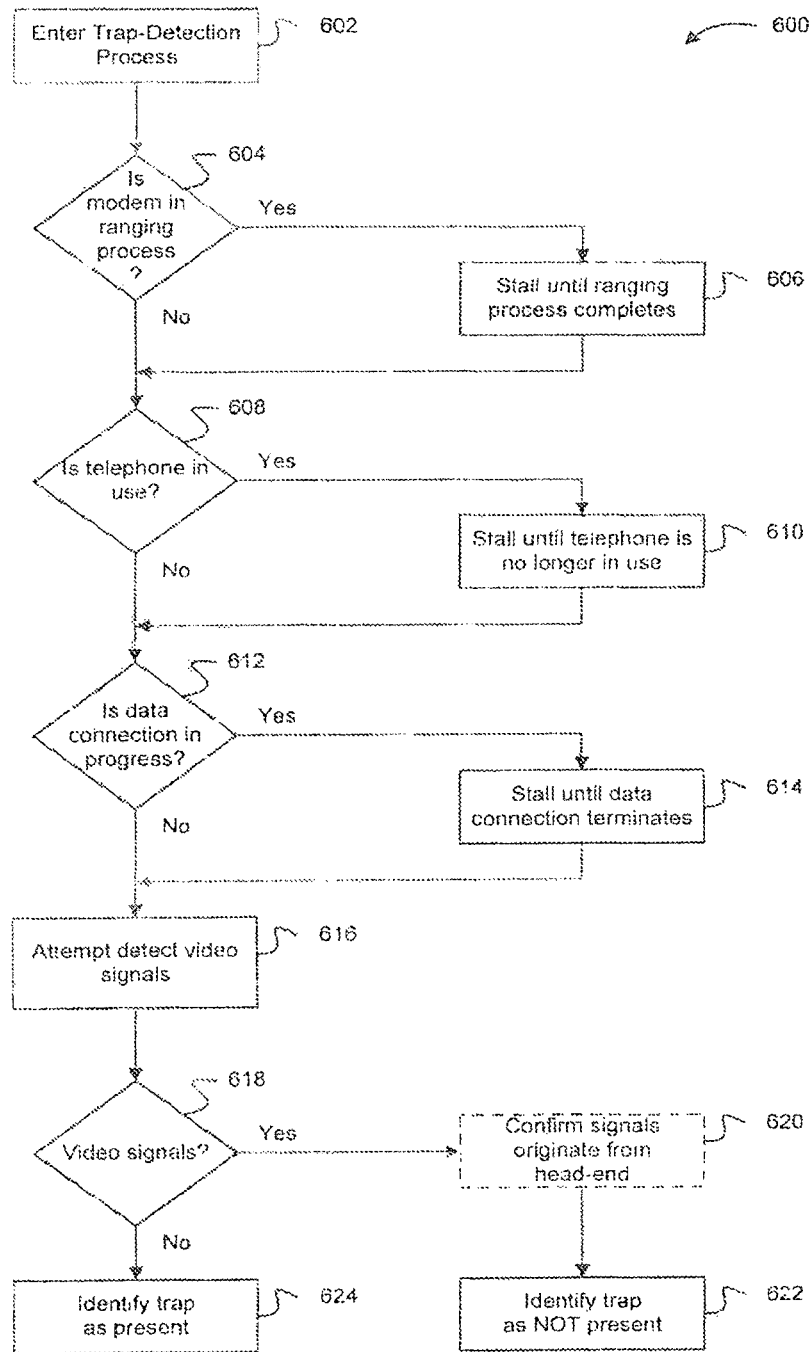 Enter Trap-Detection
Process
602
600
604
Is
modem in
ranging
process
?
Yes
Stall until ranging
process completes
606
No
608
Is telephone in
use?
Yes
Stall until telephone is
no longer in use
610
No
612
Is data
connection in
progress?
Yes
Stall until data
connection terminates
614
No
Attempt detect video
signals
616
618
Video signals?
Yes
Confirm signals
originate from
head-end
620
No
Identify trap
as present
624
Identify trap
as NOT present
622